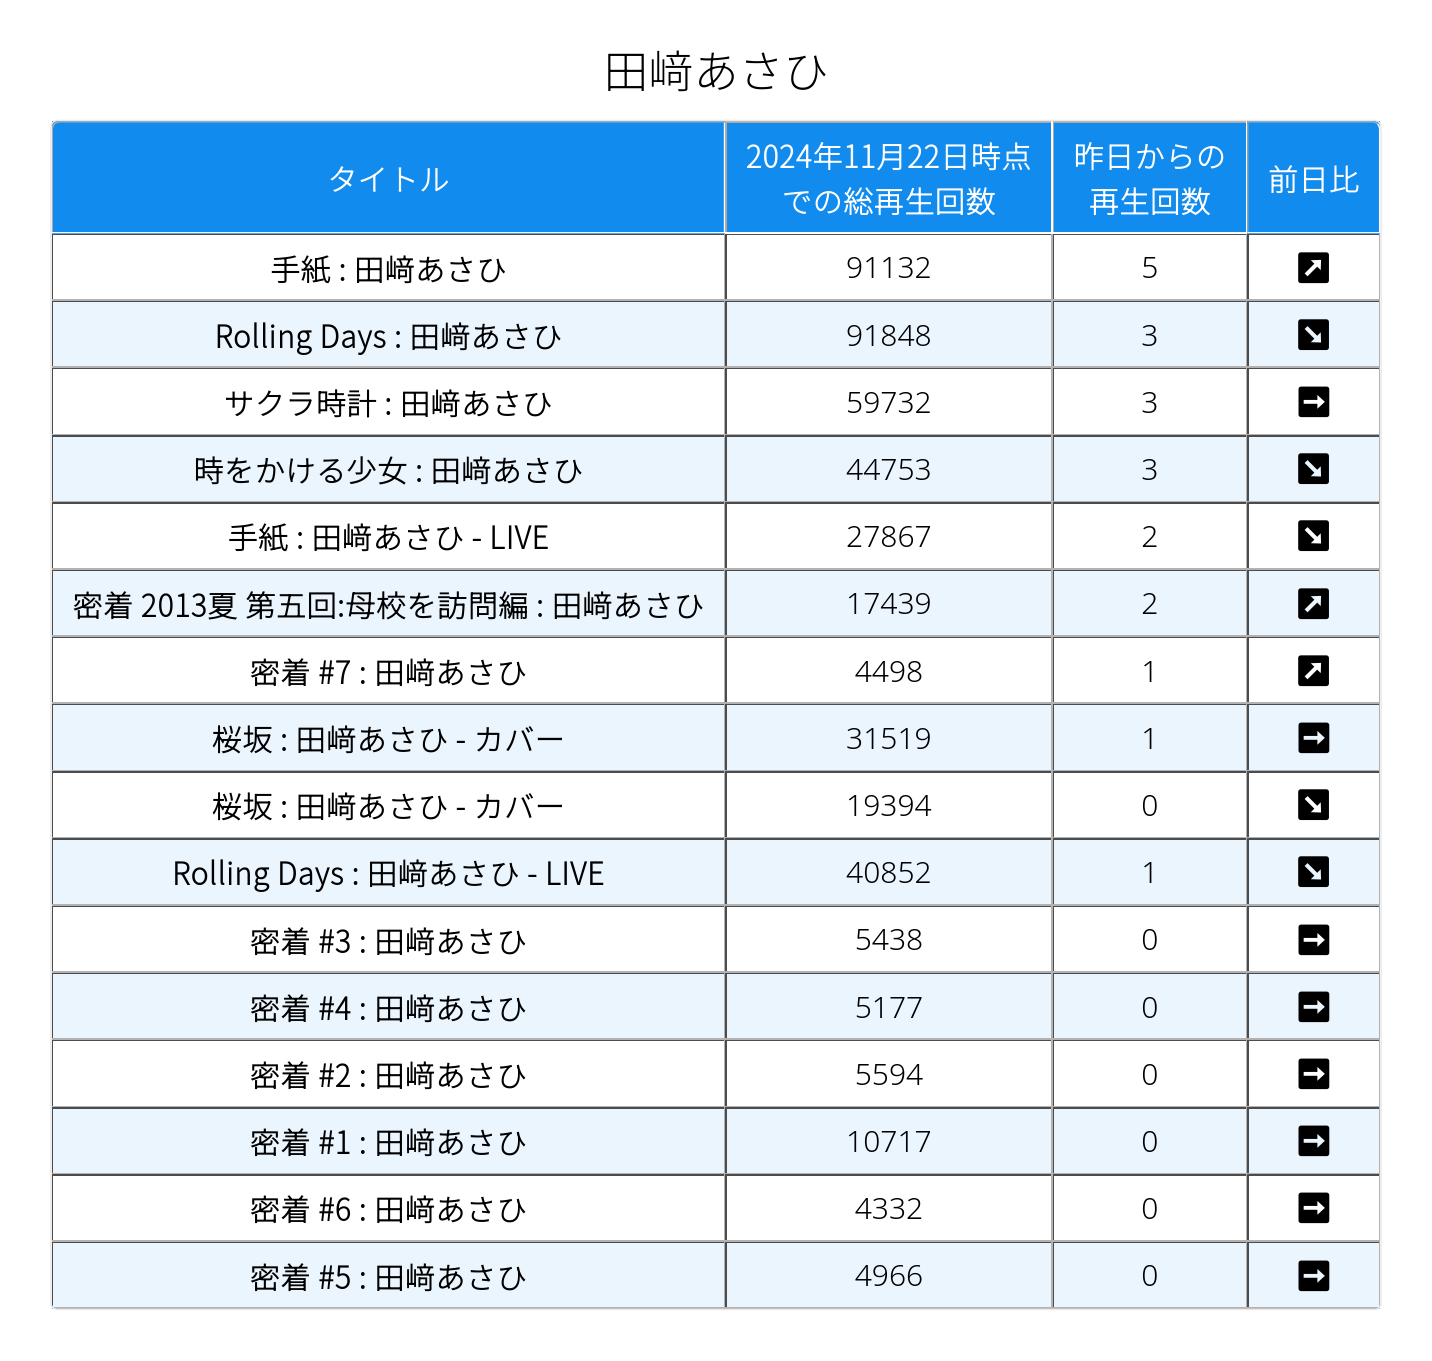 田﨑あさひ
タイトル 2024年11月22日時点での総再生回数 昨日からの再生回数 前日比
手紙 : 田﨑あさひ 91132 5 ↗
Rolling Days : 田﨑あさひ 91848 3 ↘
サクラ時計 : 田﨑あさひ 59732 3 →
時をかける少女 : 田﨑あさひ 44753 3 ↘
手紙 : 田﨑あさひ - LIVE 27867 2 ↘
密着 2013夏 第五回:母校を訪問編 : 田﨑あさひ 17439 2 ↗
密着 #7 : 田﨑あさひ 4498 1 ↗
桜坂 : 田﨑あさひ - カバー 31519 1 →
桜坂 : 田﨑あさひ - カバー 19394 0 ↘
Rolling Days : 田﨑あさひ - LIVE 40852 1 ↘
密着 #3 : 田﨑あさひ 5438 0 →
密着 #4 : 田﨑あさひ 5177 0 →
密着 #2 : 田﨑あさひ 5594 0 →
密着 #1 : 田﨑あさひ 10717 0 →
密着 #6 : 田﨑あさひ 4332 0 →
密着 #5 : 田﨑あさひ 4966 0 →